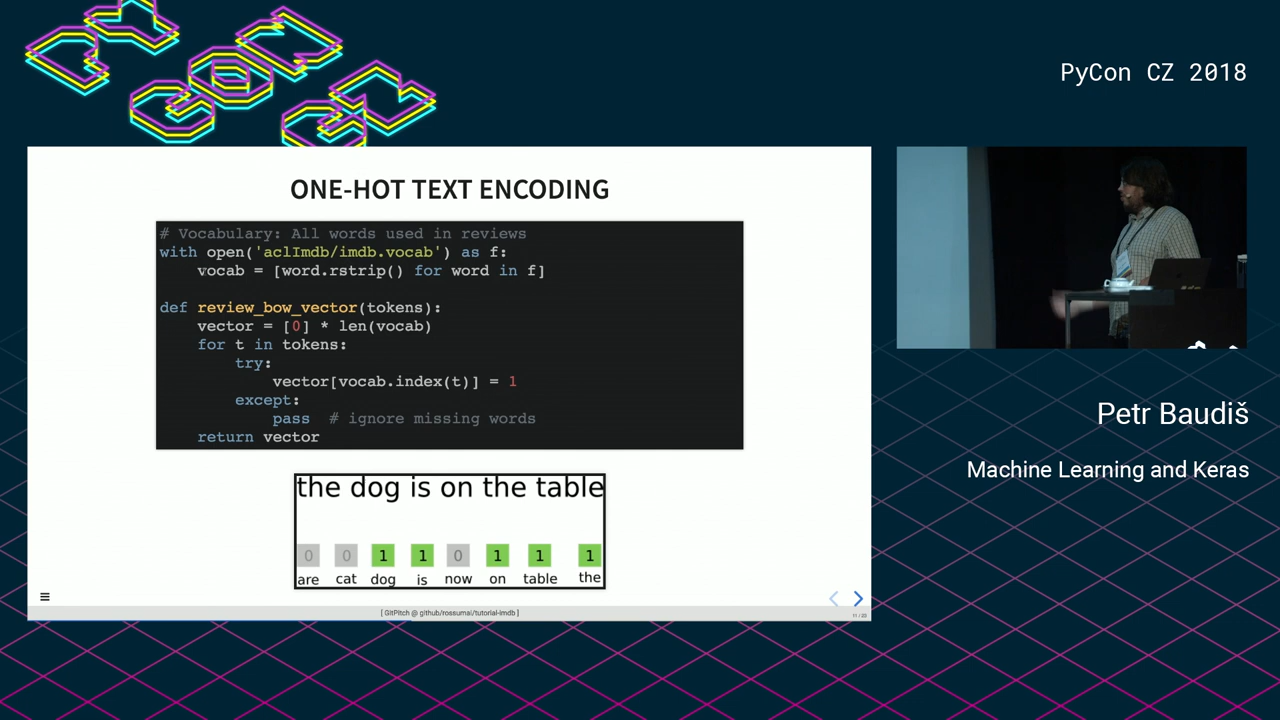 PYCON CZ
PyCon CZ 2018
ONE-HOT TEXT ENCODING
# Vocabulary: All words used in reviews
with open('aclImdb/imdb.vocab') as f:
    vocab = [word.rstrip() for word in f]
def review_bow_vector(tokens):
    vector = [0] * len(vocab)
    for t in tokens:
        try:
            vector[vocab.index(t)] = 1
        except:
            pass  # ignore missing words
    return vector
the dog is on the table
0 0 1 1 0 1 1 1
are cat dog is now on table the
[ GitPitch @ github/rossumai/tutorial-imdb ]
11 / 23
Petr Baudiš
Machine Learning and Keras